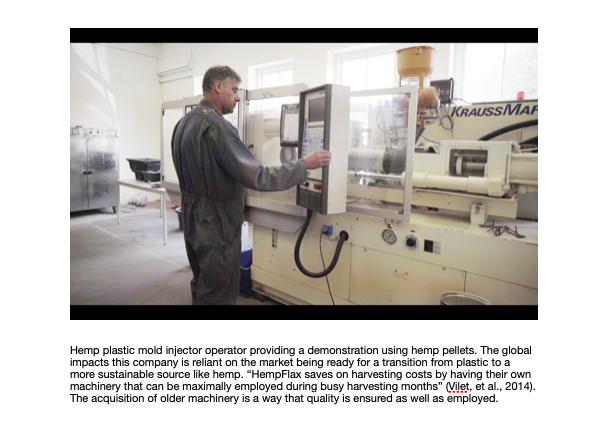 KRAUSSMAF
Hemp plastic mold injector operator providing a demonstration using hemp pellets. The global
impacts this company is reliant on the market being ready for a transition from plastic to a
more sustainable source like hemp. “HempFlax saves on harvesting costs by having their own
machinery that can be maximally employed during busy harvesting months” (Vilet, et al., 2014).
The acquisition of older machinery is a way that quality is ensured as well as employed.